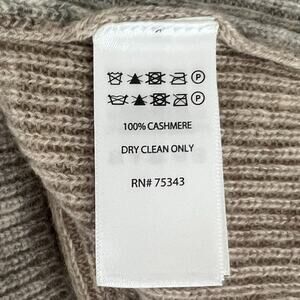 P
P
100% CASHMERE
DRY CLEAN ONLY
RN# 75343